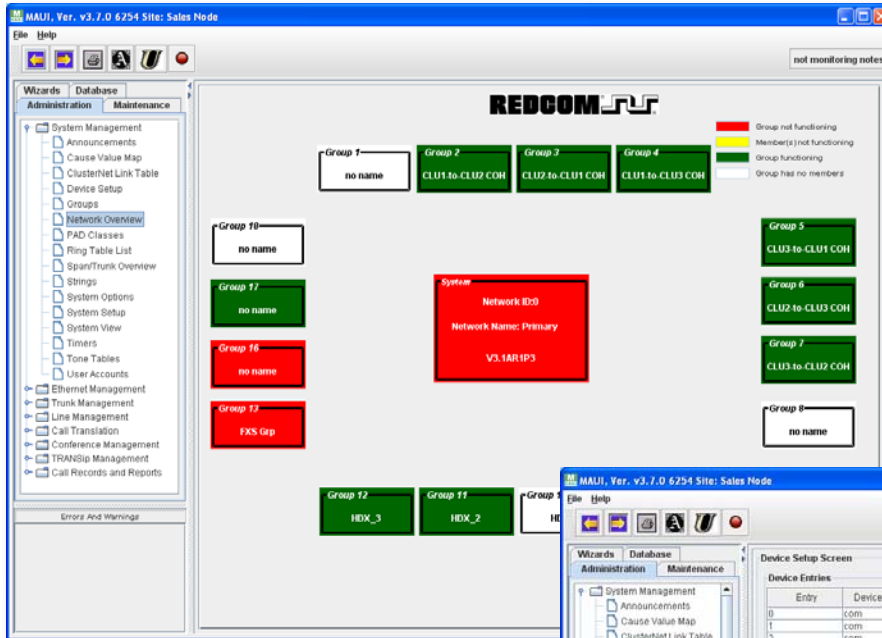 MAUI, Ver. v3.7.0 6254 Site: Sales Node
File Help
not monitoring notes
Wizards Database
Administration Maintenance
System Management
Announcements
Cause Value Map
ClusterNet Link Table
Device Setup
Groups
Network Overview
PAD Classes
Ring Table List
Span/Trunk Overview
Strings
System Options
System Setup
System View
Timers
Tone Tables
User Accounts
Ethernet Management
Trunk Management
Line Management
Call Translation
Conference Management
TRANSip Management
Call Records and Reports
Errors And Warnings
REDCOM
Group not functioning
Member(s) not functioning
Group functioning
Group has no members
Group 1
no name
Group 2
CLU1-to-CLU2 COH
Group 3
CLU2-to-CLU1 COH
Group 4
CLU1-to-CLU3 COH
Group 5
CLU3-to-CLU1 COH
Group 6
CLU2-to-CLU3 COH
Group 7
CLU3-to-CLU2 COH
Group 8
no name
Group 18
no name
Group 17
no name
Group 16
no name
Group 13
FXS Grp
System
Network ID:0
Network Name: Primary
V3.1AR1P3
Group 12
HDX_3
Group 11
HDX_2
MAUI, Ver. v3.7.0 6254 Site: Sales Node
File Help
Wizards Database
Administration Maintenance
System Management
Announcements
Cause Value Map
ClusterNet Link Table
Device Setup Screen
Device Entries
Entry Device
0 com
1 com
com